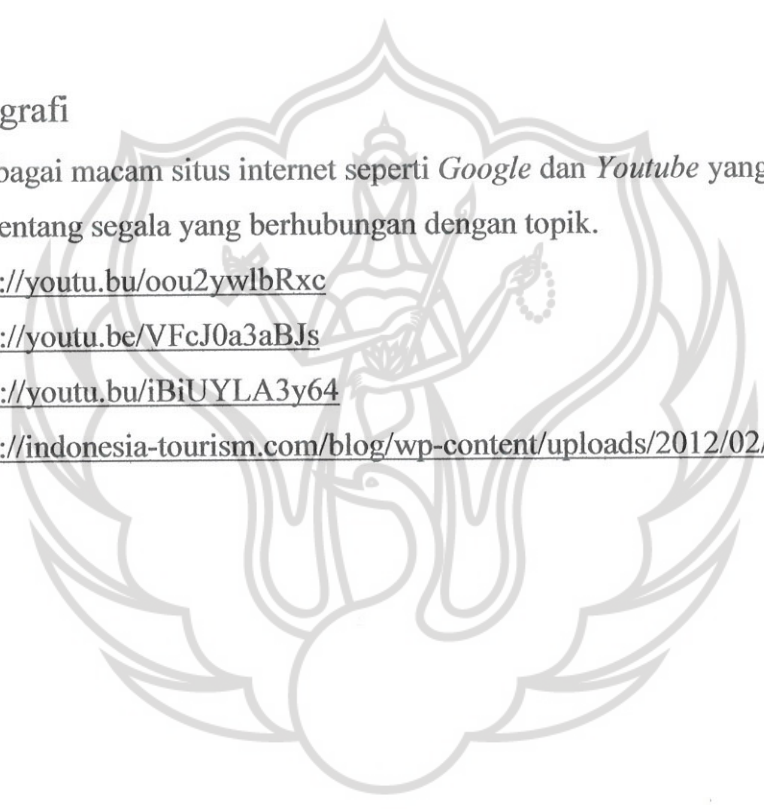 grafi
bagai macam situs internet seperti Google dan Youtube yang
entang segala yang berhubungan dengan topik.
://youtu.bu/oou2ywlbRxc
://youtu.be/VFcJ0a3aBJs
://youtu.bu/iBiUYLA3y64
://indonesia-tourism.com/blog/wp-content/uploads/2012/02/